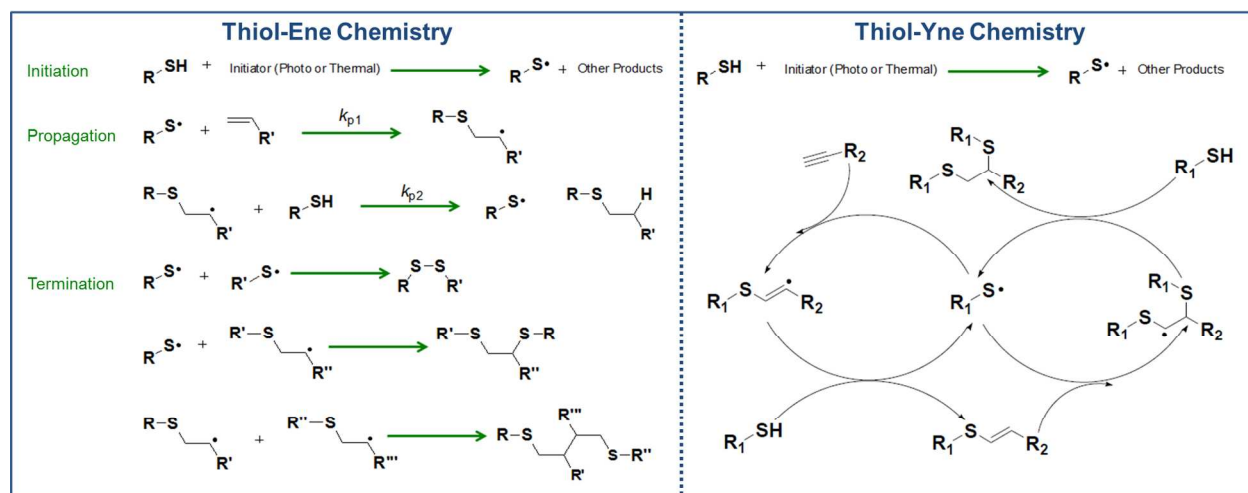 Thiol-Ene Chemistry
Initiation
R SH + Initiator (Photo or Thermal) R S• + Other Products
Propagation
R S• + R' kp1 R-S • R'
R-S • R' + R SH kp2 R S• R-S H R'
Termination
R S• + R' S• R S-S R'
R S• + R'-S • R'' R'-S S-R R''
R-S • R' + R''-S • R''' R-S R''' R' S-R''
Thiol-Yne Chemistry
R SH + Initiator (Photo or Thermal) R S• + Other Products
R2
R1 S R1 S R2
R1 SH
R1 S • R2
R1 S•
R1 S R1 S • R2
R1 SH
R1 S R2